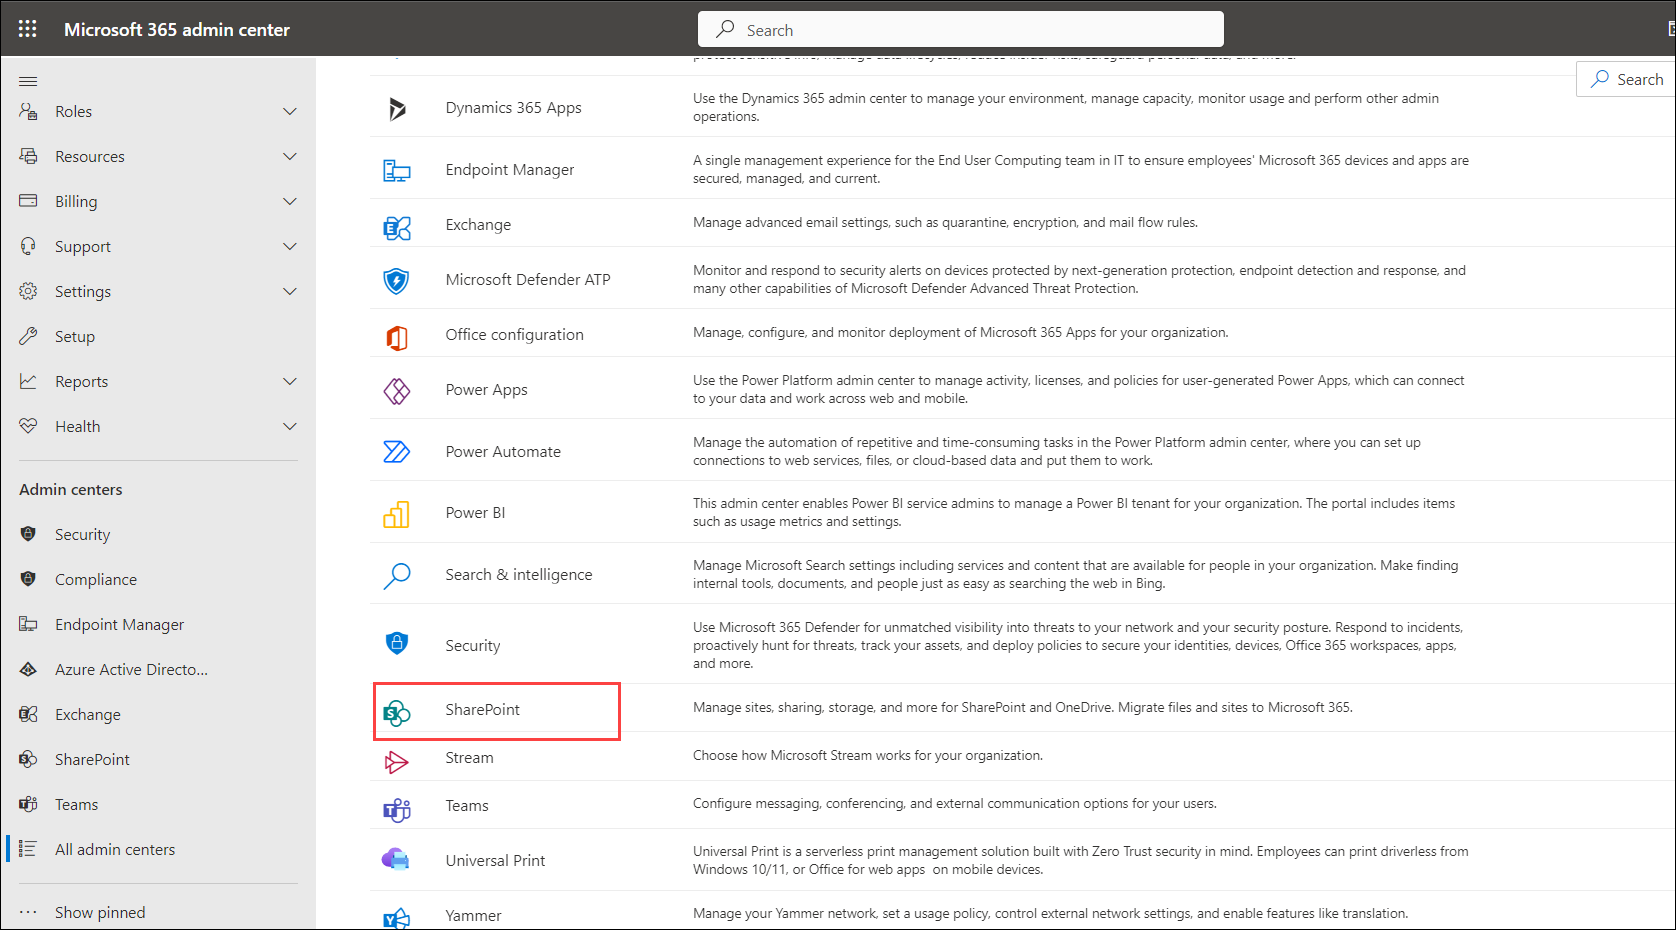 Microsoft 365 admin center
Search
Roles
Resources
Billing
Support
Settings
Setup
Reports
Health
Admin centers
Security
Compliance
Endpoint Manager
Azure Active Directo...
Exchange
SharePoint
Teams
All admin centers
... Show pinned
Search
protect sensitive info, manage data lifecycles, reduce insider risks, safeguard personal data, and more.
Dynamics 365 Apps
Use the Dynamics 365 admin center to manage your environment, manage capacity, monitor usage and perform other admin
operations.
Endpoint Manager
A single management experience for the End User Computing team in IT to ensure employees' Microsoft 365 devices and apps are
secured, managed, and current.
Exchange
Manage advanced email settings, such as quarantine, encryption, and mail flow rules.
Microsoft Defender ATP
Monitor and respond to security alerts on devices protected by next-generation protection, endpoint detection and response, and
many other capabilities of Microsoft Defender Advanced Threat Protection.
Office configuration
Manage, configure, and monitor deployment of Microsoft 365 Apps for your organization.
Power Apps
Use the Power Platform admin center to manage activity, licenses, and policies for user-generated Power Apps, which can connect
to your data and work across web and mobile.
Power Automate
Manage the automation of repetitive and time-consuming tasks in the Power Platform admin center, where you can set up
connections to web services, files, or cloud-based data and put them to work.
Power BI
This admin center enables Power BI service admins to manage a Power BI tenant for your organization. The portal includes items
such as usage metrics and settings.
Search & intelligence
Manage Microsoft Search settings including services and content that are available for people in your organization. Make finding
internal tools, documents, and people just as easy as searching the web in Bing.
Security
Use Microsoft 365 Defender for unmatched visibility into threats to your network and your security posture. Respond to incidents,
proactively hunt for threats, track your assets, and deploy policies to secure your identities, devices, Office 365 workspaces, apps,
and more.
SharePoint
Manage sites, sharing, storage, and more for SharePoint and OneDrive. Migrate files and sites to Microsoft 365.
Stream
Choose how Microsoft Stream works for your organization.
Teams
Configure messaging, conferencing, and external communication options for your users.
Universal Print
Universal Print is a serverless print management solution built with Zero Trust security in mind. Employees can print driverless from
Windows 10/11, or Office for web apps on mobile devices.
Yammer
Manage your Yammer network, set a usage policy, control external network settings, and enable features like translation.